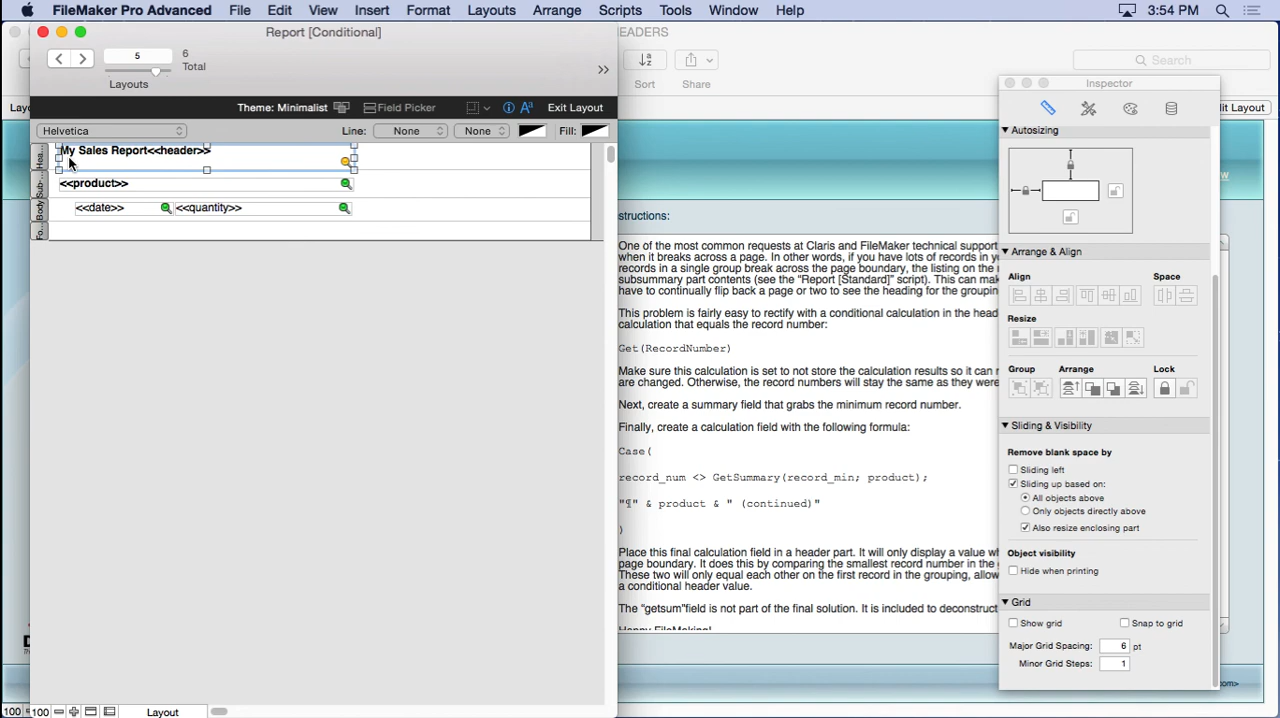 FileMaker Pro Advanced File Edit View Insert Format Layouts Arrange Scripts Tools Window Help 3:54 PM
Report [Conditional]
EADERS
5
6
Total
Layouts
Sort
Share
Search
Theme: Minimalist
Field Picker
Exit Layout
Layou
it Layout
Helvetica
Line:
None
None
Fill:
My Sales Report<<header>>
<<product>>
<<date>>
<<quantity>>
Hea
Sub-
Body
Fo...
structions:
One of the most common requests at Claris and FileMaker technical support
when it breaks across a page. In other words, if you have lots of records in y
records in a single group break across the page boundary, the listing on the n
subsummary part contents (see the “Report [Standard]” script). This can mak
have to continually flip back a page or two to see the heading for the grouping
This problem is fairly easy to rectify with a conditional calculation in the head
calculation that equals the record number:
Get(RecordNumber)
Make sure this calculation is set to not store the calculation results so it can r
are changed. Otherwise, the record numbers will stay the same as they were
Next, create a summary field that grabs the minimum record number.
Finally, create a calculation field with the following formula:
Case(
record_num <> GetSummary(record_min; product);
"¶" & product & " (continued)"
)
Place this final calculation field in a header part. It will only display a value wh
page boundary. It does this by comparing the smallest record number in the g
These two will only equal each other on the first record in the grouping, allow
a conditional header value.
The “getsum”field is not part of the final solution. It is included to deconstruct
Happy FileMaking!
Inspector
Autosizing
Arrange & Align
Align
Space
Resize
Group
Arrange
Lock
Sliding & Visibility
Remove blank space by
Sliding left
Sliding up based on:
All objects above
Only objects directly above
Also resize enclosing part
Object visibility
Hide when printing
Grid
Show grid
Snap to grid
Major Grid Spacing: 6 pt
Minor Grid Steps: 1
om>
100
100
Layout